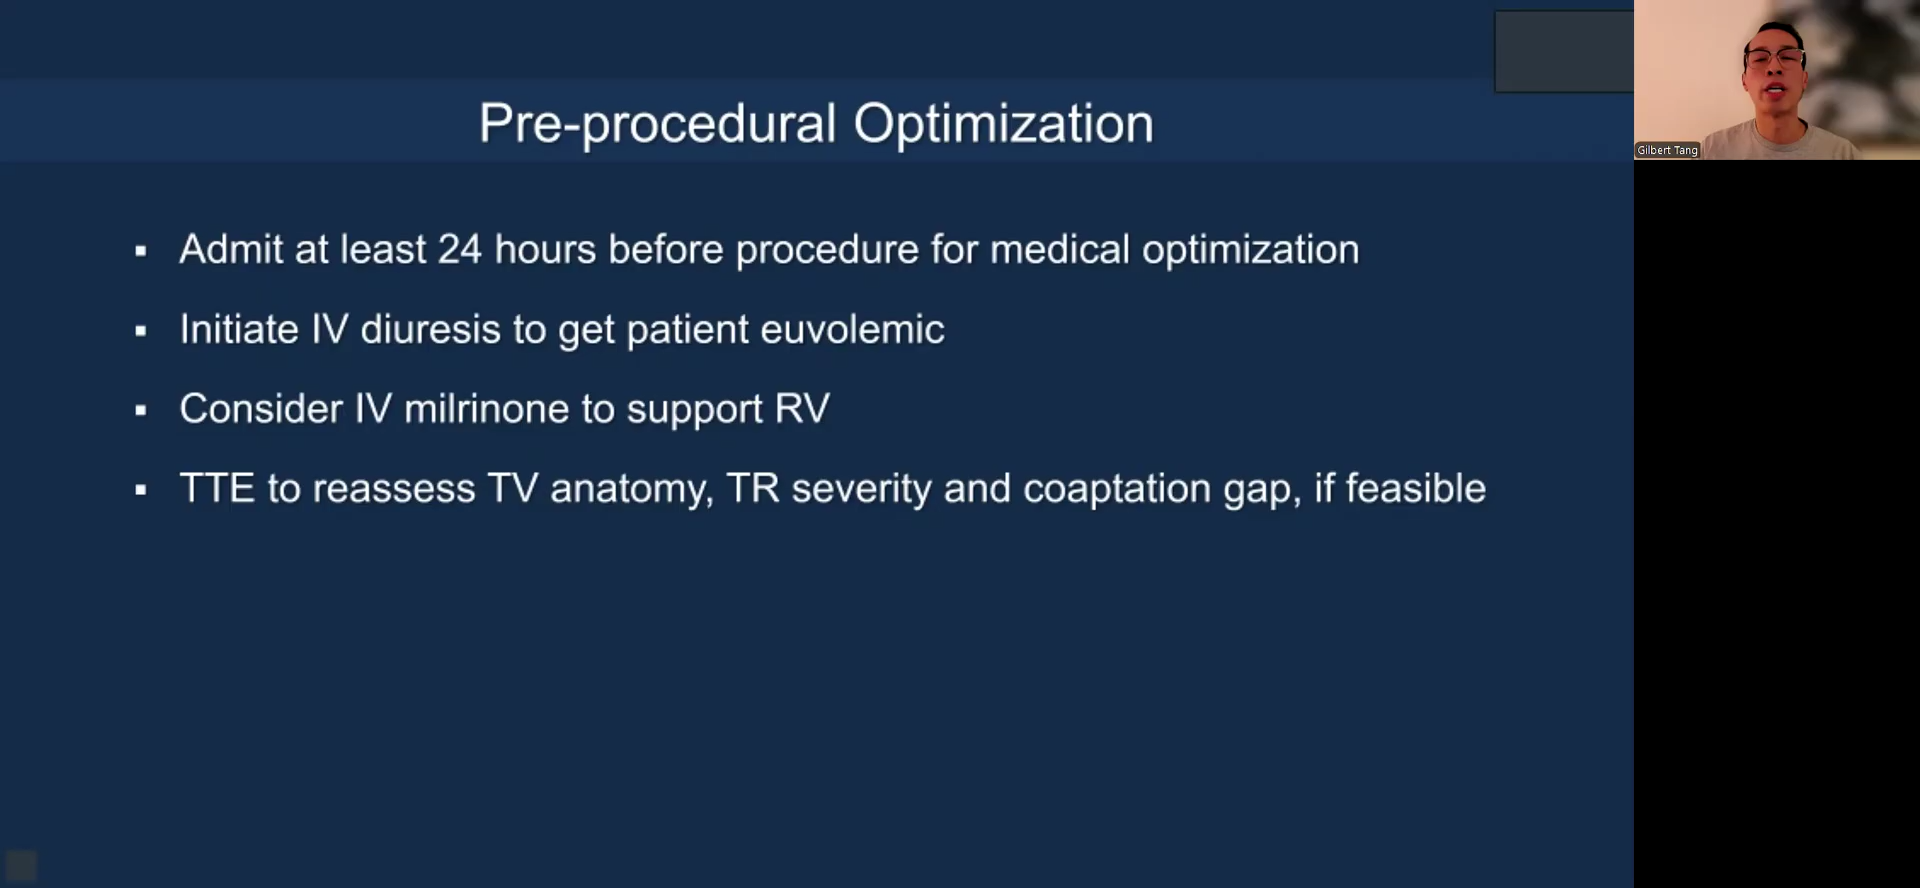 Pre-procedural Optimization
▪ Admit at least 24 hours before procedure for medical optimization
▪ Initiate IV diuresis to get patient euvolemic
▪ Consider IV milrinone to support RV
▪ TTE to reassess TV anatomy, TR severity and coaptation gap, if feasible
Gilbert Tang